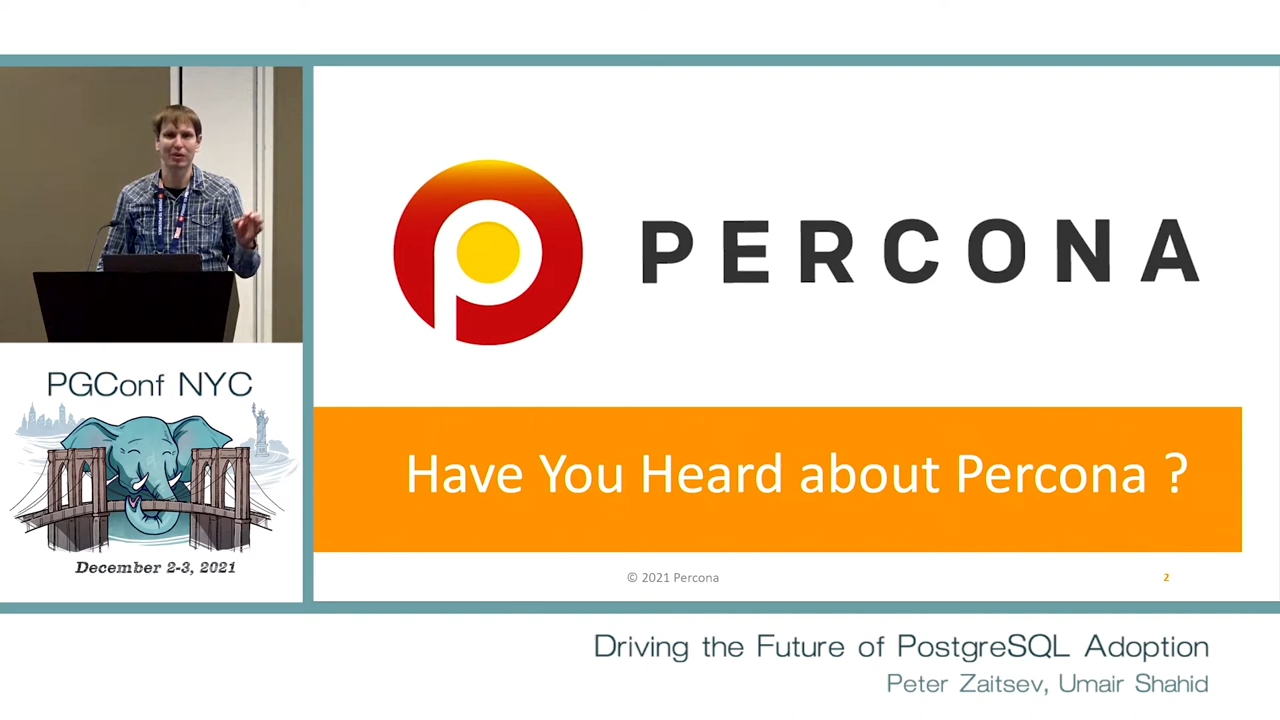 PERCONA
Have You Heard about Percona ?
© 2021 Percona
2
PGConf NYC
December 2-3, 2021
Driving the Future of PostgreSQL Adoption
Peter Zaitsev, Umair Shahid